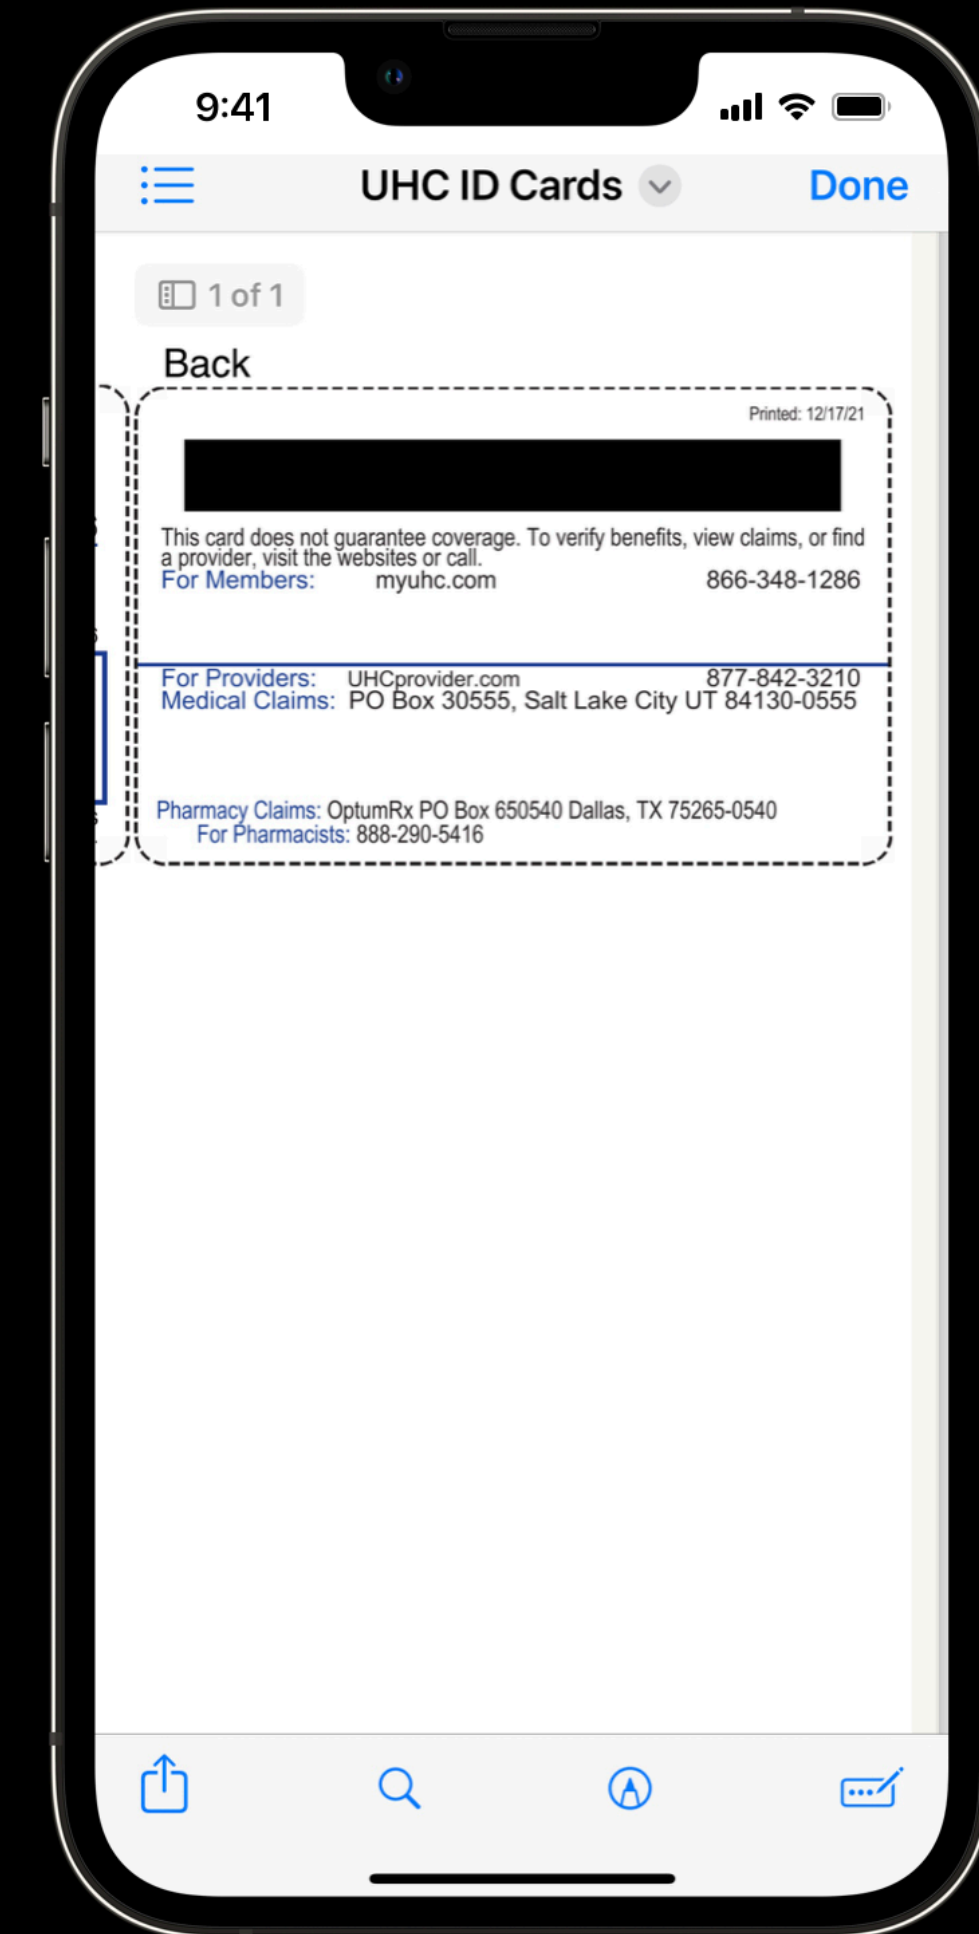 9:41
UHC ID Cards
Done
1 of 1
Back
Printed: 12/17/21
This card does not guarantee coverage. To verify benefits, view claims, or find
a provider, visit the websites or call.
For Members: myuhc.com 866-348-1286
For Providers: UHCprovider.com 877-842-3210
Medical Claims: PO Box 30555, Salt Lake City UT 84130-0555
Pharmacy Claims: OptumRx PO Box 650540 Dallas, TX 75265-0540
For Pharmacists: 888-290-5416